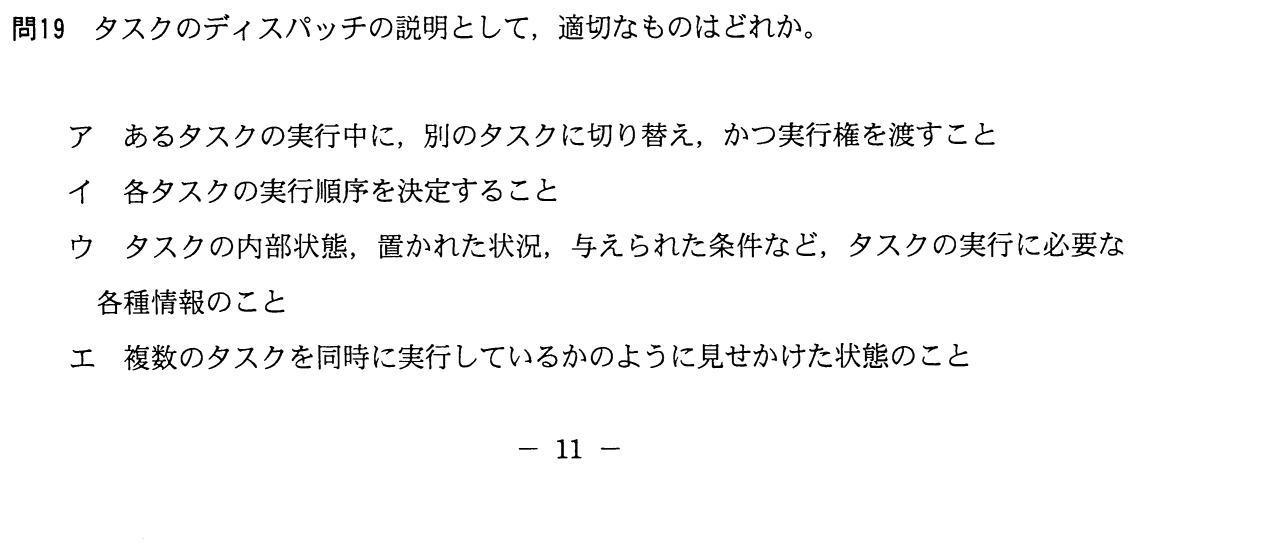 問19　タスクのディスパッチの説明として，適切なものはどれか。
ア　あるタスクの実行中に，別のタスクに切り替え，かつ実行権を渡すこと
イ　各タスクの実行順序を決定すること
ウ　タスクの内部状態，置かれた状況，与えられた条件など，タスクの実行に必要な
各種情報のこと
エ　複数のタスクを同時に実行しているかのように見せかけた状態のこと
－ 11 －